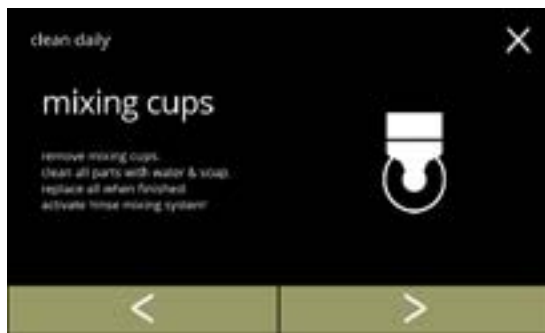 clean daily
mixing cups
remove mixing cups.
clean all parts with water & soap.
replace all when finished
activate 'rinse mixing system'